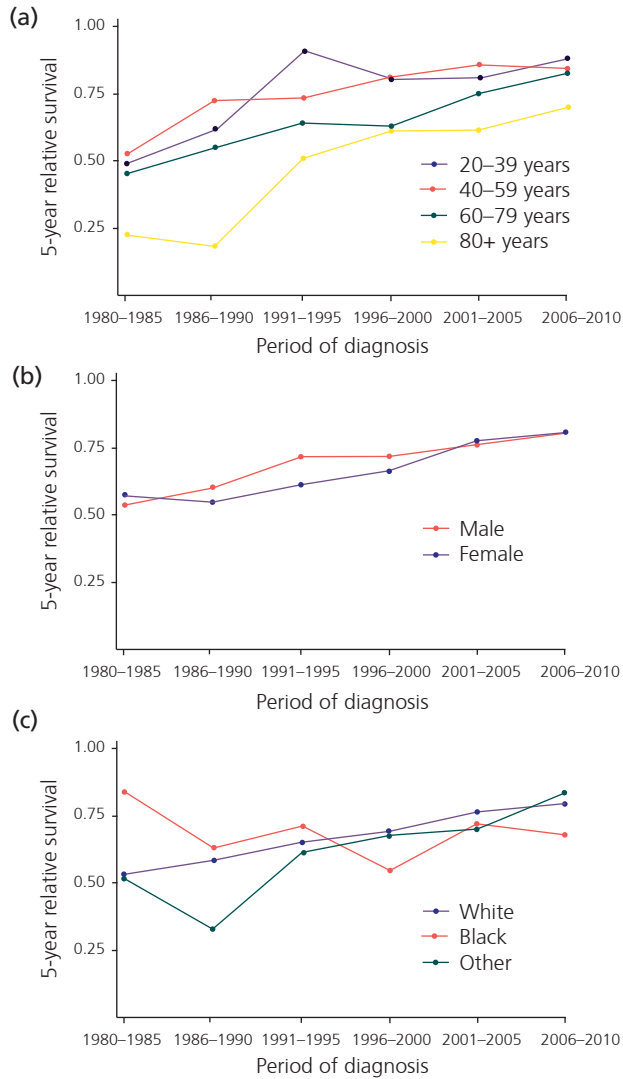 (a)
1.00
0.75
0.50
0.25
5-year relative survival
20–39 years
40–59 years
60–79 years
80+ years
1980–1985 1986–1990 1991–1995 1996–2000 2001–2005 2006–2010
Period of diagnosis
(b)
1.00
0.75
0.50
0.25
5-year relative survival
Male
Female
1980–1985 1986–1990 1991–1995 1996–2000 2001–2005 2006–2010
Period of diagnosis
(c)
1.00
0.75
0.50
0.25
5-year relative survival
White
Black
Other
1980–1985 1986–1990 1991–1995 1996–2000 2001–2005 2006–2010
Period of diagnosis